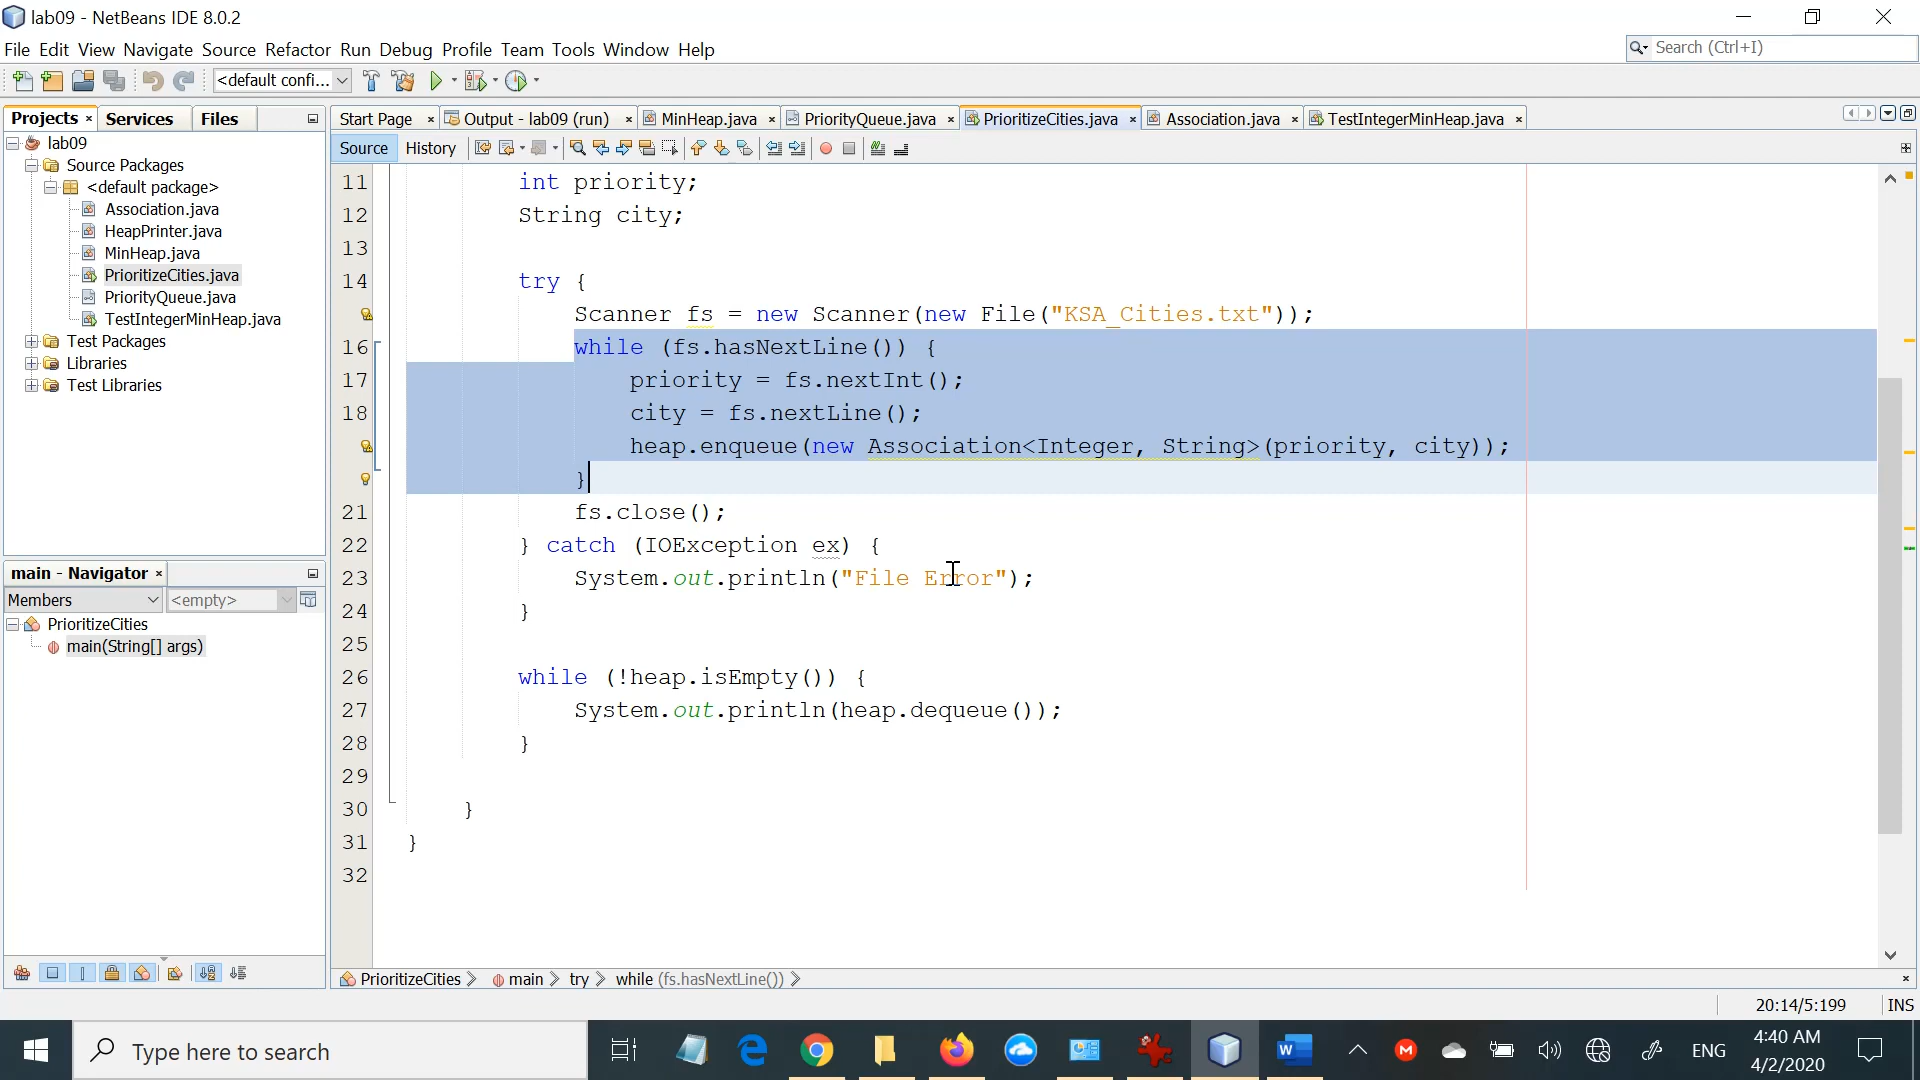 lab09 - NetBeans IDE 8.0.2
File Edit View Navigate Source Refactor Run Debug Profile Team Tools Window Help
Search (Ctrl+I)
<default confi...
Projects Services Files
Start Page Output - lab09 (run) MinHeap.java PriorityQueue.java PrioritizeCities.java Association.java TestIntegerMinHeap.java
Source History
lab09
Source Packages
<default package>
Association.java
HeapPrinter.java
MinHeap.java
PrioritizeCities.java
PriorityQueue.java
TestIntegerMinHeap.java
Test Packages
Libraries
Test Libraries
main - Navigator
Members <empty>
PrioritizeCities
main(String[] args)
11 int priority;
12 String city;
13
14 try {
Scanner fs = new Scanner(new File("KSA_Cities.txt"));
16 while (fs.hasNextLine()) {
17 priority = fs.nextInt();
18 city = fs.nextLine();
heap.enqueue(new Association<Integer, String>(priority, city));
}
21 fs.close();
22 } catch (IOException ex) {
23 System.out.println("File Error");
24 }
25
26 while (!heap.isEmpty()) {
27 System.out.println(heap.dequeue());
28 }
29
30 }
31 }
32
PrioritizeCities main try while (fs.hasNextLine())
20:14/5:199 INS
Type here to search
ENG
4:40 AM
4/2/2020